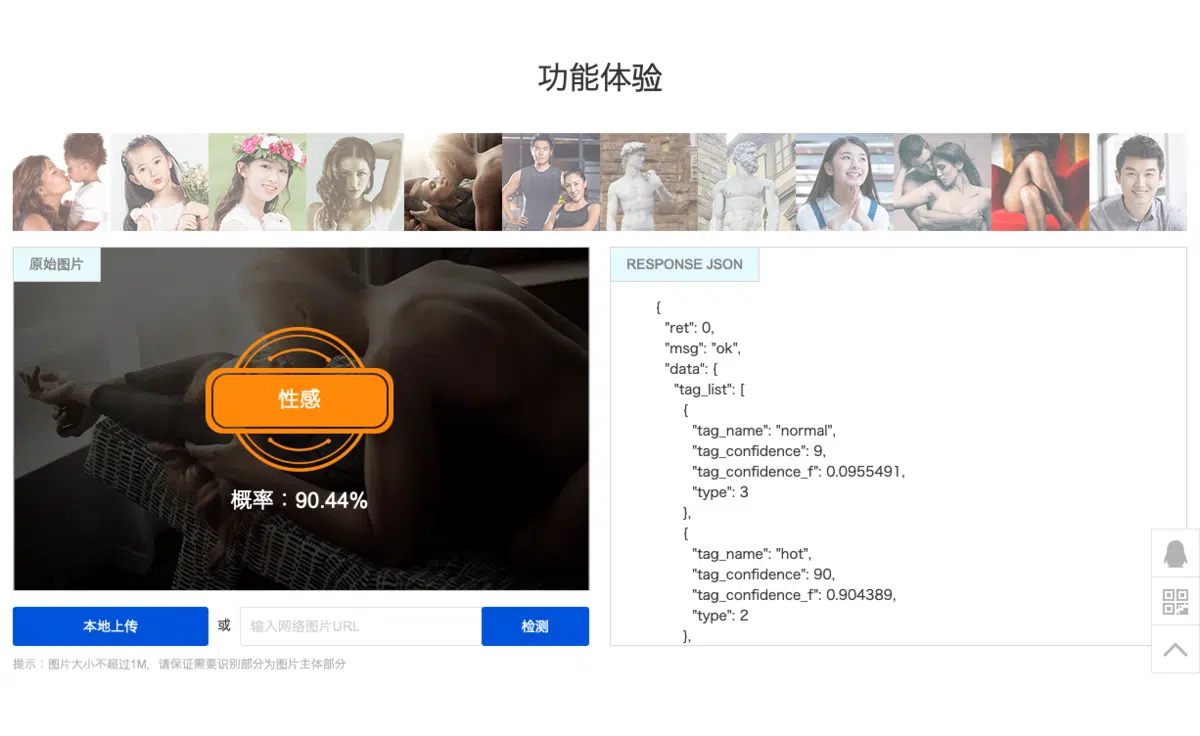 功能体验
原始图片
性感
概率：90.44%
本地上传
或
输入网络图片URL
检测
提示：图片大小不超过1M, 请保证需要识别部分为图片主体部分
RESPONSE JSON
{
"ret": 0,
"msg": "ok",
"data": {
"tag_list": [
{
"tag_name": "normal",
"tag_confidence": 9,
"tag_confidence_f": 0.0955491,
"type": 3
},
{
"tag_name": "hot",
"tag_confidence": 90,
"tag_confidence_f": 0.904389,
"type": 2
},